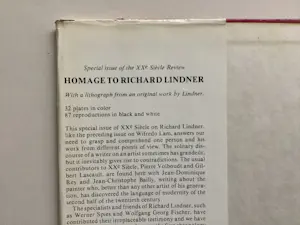 Special issue of the XXe Siècle Review
HOMAGE TO RICHARD LINDNER
With a lithograph from an original work by Lindner.
32 plates in color
87 reproductions in black and white
This special issue of XXe Siècle on Richard Lindner,
like the preceding issue on Wifredo Lam, answers our
need to grasp and comprehend one person and his
work from different points of view. The solitary dis-
course of a writer on an artist sometimes has grandeur,
but it inevitably gives rise to contradictions. The usual
contributors to XXe Siècle, Pierre Volboudt and Gil-
bert Lascault, are found both with Jean-Dominique
Rey and Jean-Christophe Bailly, writing about the
painter who, better than any other artist of his genera-
tion, has discovered the language of modernity of the
second half of the twentieth century.
The specialists and friends of Richard Lindner, such
as Werner Spies and Wolfgang Georg Fischer, have
contributed their irreplaceable testimony and we have